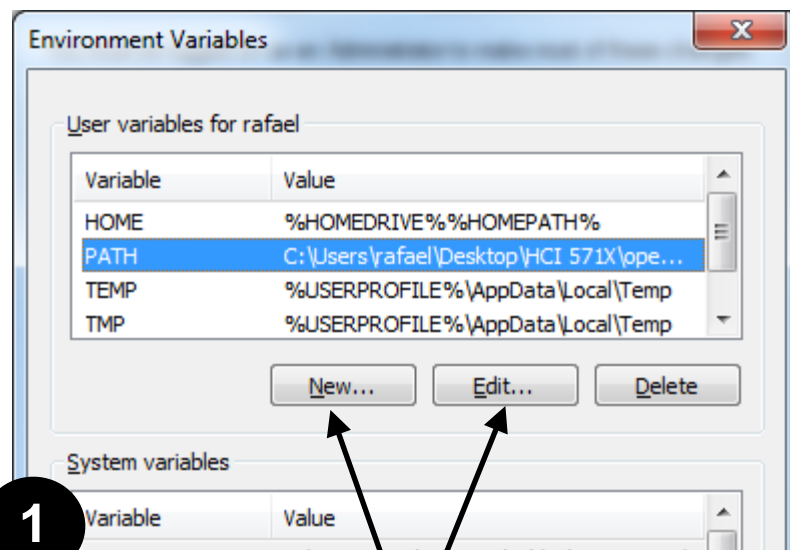 Environment Variables
User variables for rafael
Variable Value
HOME %HOMEDRIVE%%HOMEPATH%
PATH C:\Users\rafael\Desktop\HCI 571X\ope...
TEMP %USERPROFILE%\AppData\Local\Temp
TMP %USERPROFILE%\AppData\Local\Temp
New... Edit... Delete
System variables
1
Variable Value